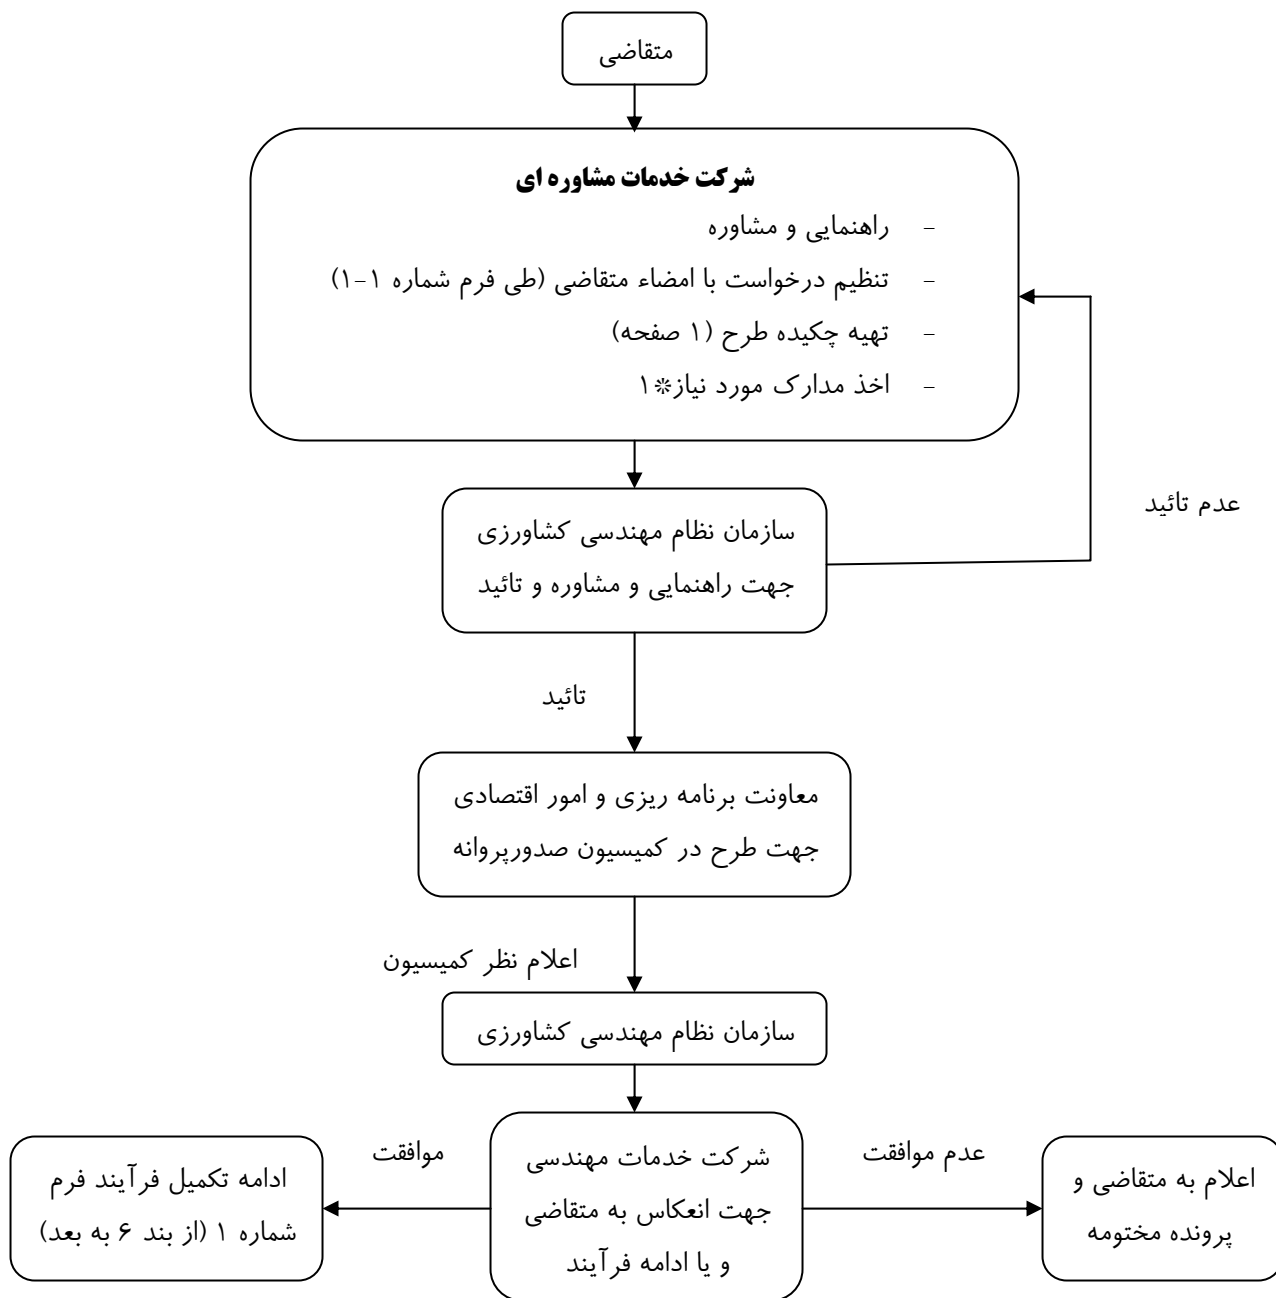 متقاضی
شرکت خدمات مشاوره ای
- راهنمایی و مشاوره
- تنظیم درخواست با امضاء متقاضی (طی فرم شماره ۱-۱)
- تهیه چکیده طرح (۱ صفحه)
- اخذ مدارک مورد نیاز*۱
عدم تائید
سازمان نظام مهندسی کشاورزی
جهت راهنمایی و مشاوره و تائید
تائید
معاونت برنامه ریزی و امور اقتصادی
جهت طرح در کمیسیون صدورپروانه
اعلام نظر کمیسیون
سازمان نظام مهندسی کشاورزی
عدم موافقت
موافقت
اعلام به متقاضی و
پرونده مختومه
شرکت خدمات مهندسی
جهت انعکاس به متقاضی
و یا ادامه فرآیند
ادامه تکمیل فرآیند فرم
شماره ۱ (از بند ۶ به بعد)